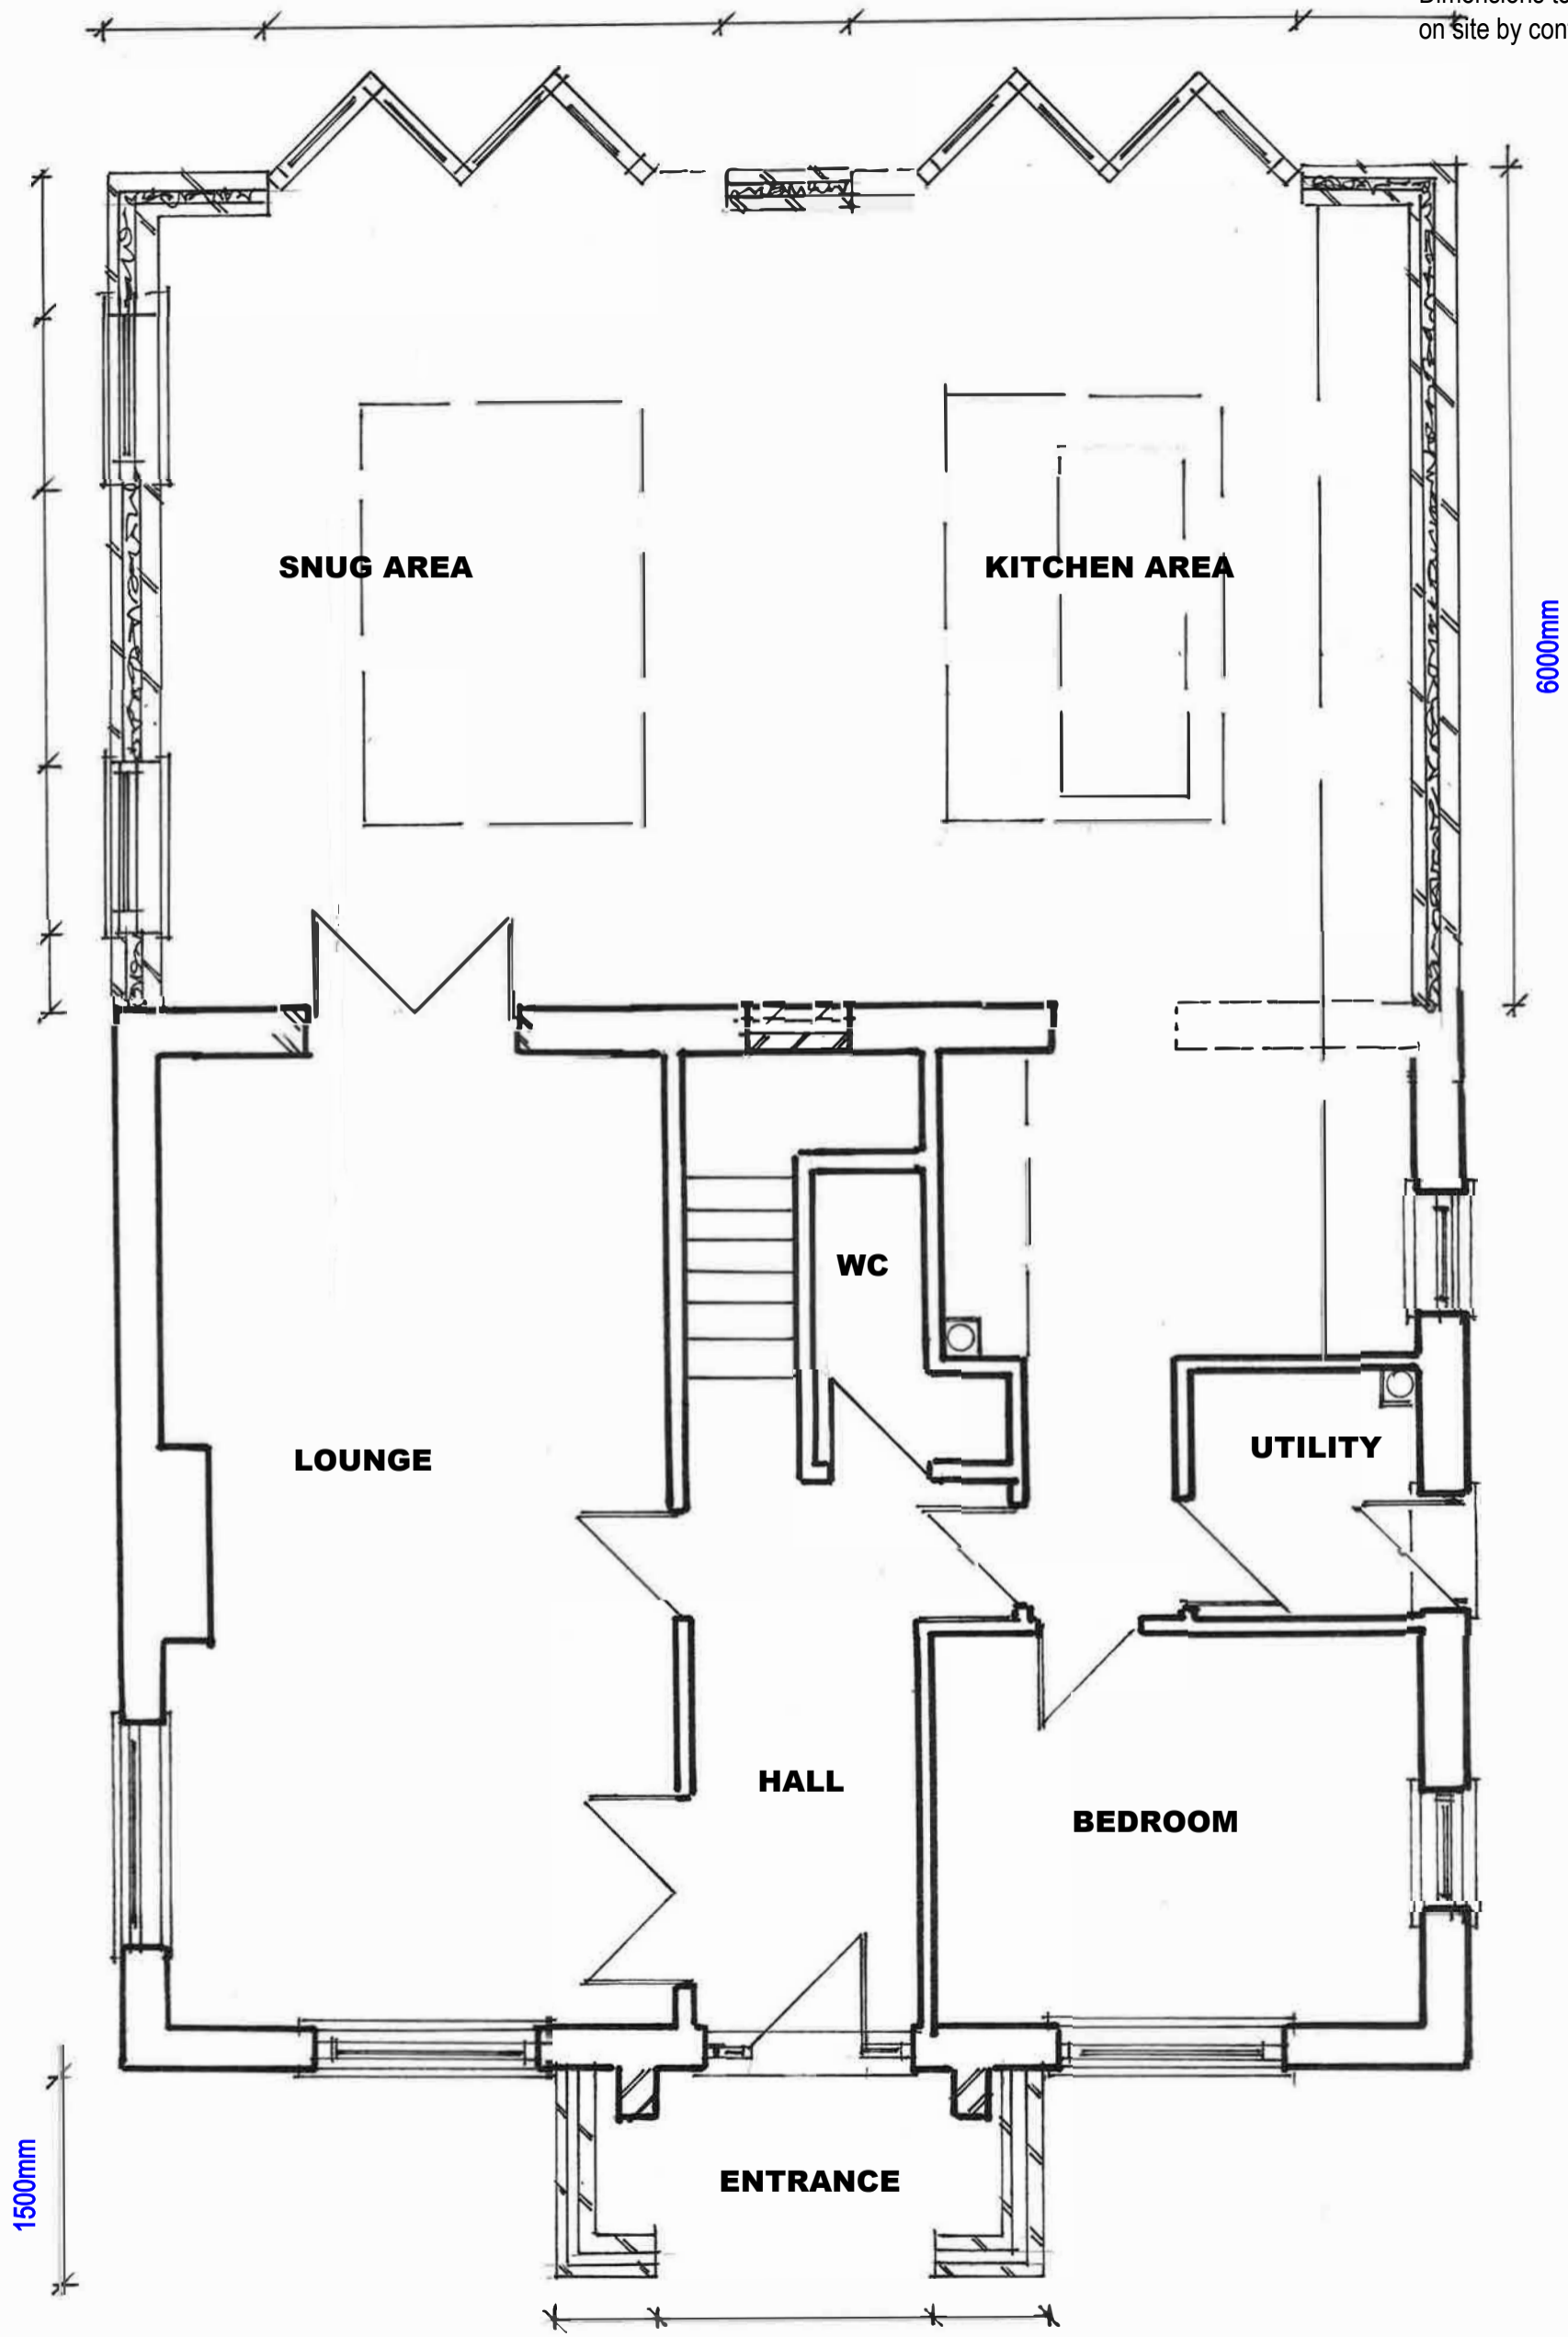 on site by con
SNUG AREA
KITCHEN AREA
6000mm
WC
LOUNGE
UTILITY
HALL
BEDROOM
ENTRANCE
1500mm